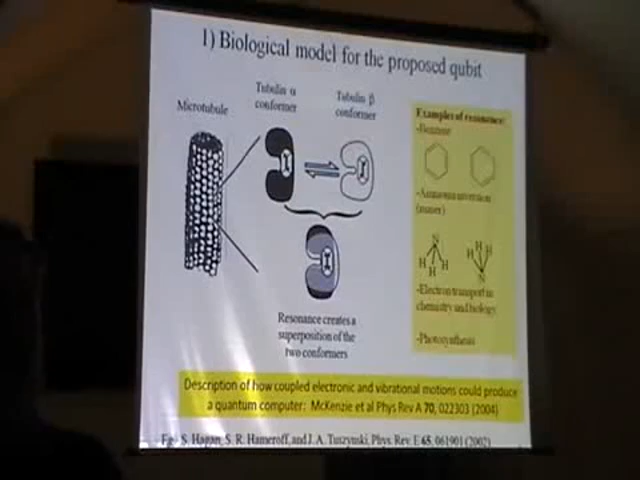 1) Biological model for the proposed qubit
Microtubule
Tubulin α
conformer
Tubulin β
conformer
Resonance creates a
superposition of the
two conformers
Examples of resonance:
-Benzene
-Ammonia inversion
(maser)
N
H
H
H
H
H
H
N
-Electron transport in
chemistry and biology
-Photosynthesis
Description of how coupled electronic and vibrational motions could produce
a quantum computer: McKenzie et al Phys Rev A 70, 022303 (2004)
S. Hagan, S. R. Hameroff, and J. A. Tuszynski, Phys. Rev. E 65, 061901 (2002)